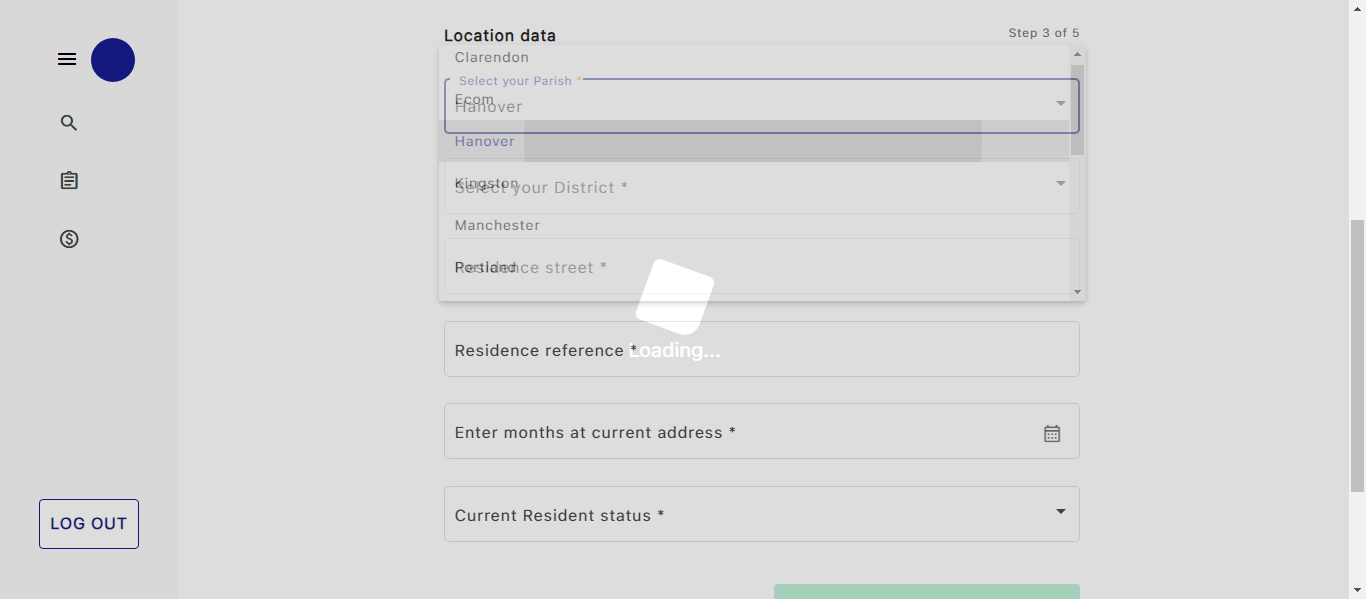 Location data
Step 3 of 5
Clarendon
Select your Parish *
Ecom
Hanover
Hanover
Kingston
Select your District *
Manchester
Portland
Residence street *
Residence reference *
Loading...
Enter months at current address *
Current Resident status *
LOG OUT